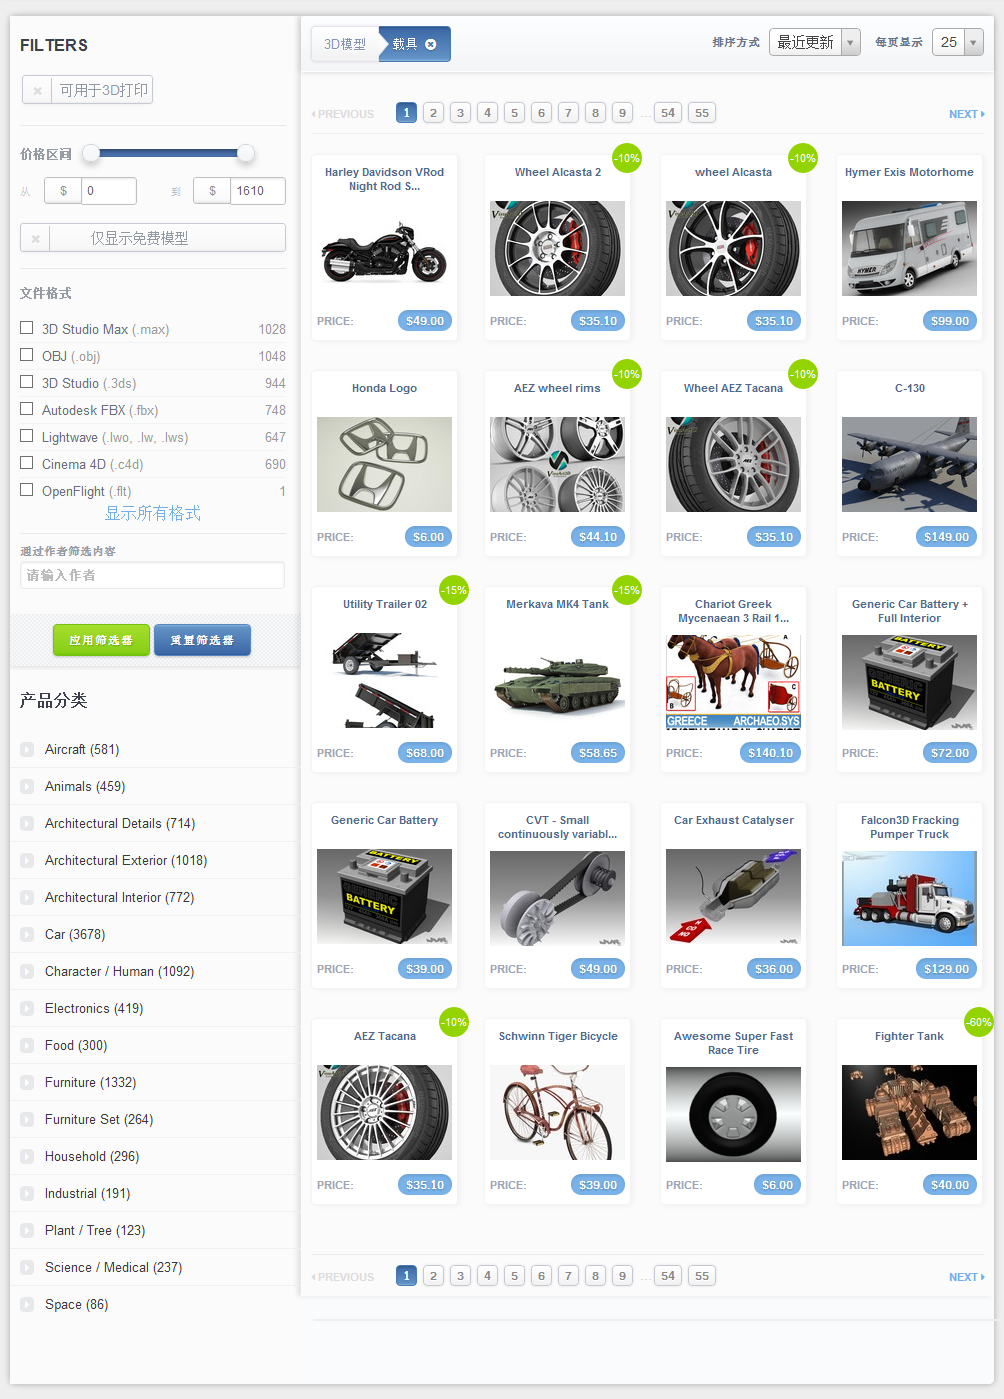 FILTERS
可用于3D打印
价格区间
从 $ 0 到 $ 1610
仅显示免费模型
文件格式
3D Studio Max (.max) 1028
OBJ (.obj) 1048
3D Studio (.3ds) 944
Autodesk FBX (.fbx) 748
Lightwave (.lwo, .lw, .lws) 647
Cinema 4D (.c4d) 690
OpenFlight (.flt) 1
显示所有格式
通过作者筛选内容
请输入作者
应用筛选器 重置筛选器
产品分类
Aircraft (581)
Animals (459)
Architectural Details (714)
Architectural Exterior (1018)
Architectural Interior (772)
Car (3678)
Character / Human (1092)
Electronics (419)
Food (300)
Furniture (1332)
Furniture Set (264)
Household (296)
Industrial (191)
Plant / Tree (123)
Science / Medical (237)
Space (86)
3D模型 载具 排序方式 最近更新 每页显示 25
PREVIOUS 1 2 3 4 5 6 7 8 9 ... 54 55 NEXT
Harley Davidson VRod
Night Rod S...
PRICE: $49.00
-10%
Wheel Alcasta 2
PRICE: $35.10
-10%
wheel Alcasta
PRICE: $35.10
Hymer Exis Motorhome
HYMER
PRICE: $99.00
Honda Logo
PRICE: $6.00
-10%
AEZ wheel rims
PRICE: $44.10
-10%
Wheel AEZ Tacana
PRICE: $35.10
C-130
PRICE: $149.00
-15%
Utility Trailer 02
PRICE: $68.00
-15%
Merkava MK4 Tank
PRICE: $58.65
Chariot Greek
Mycenaean 3 Rail 1...
A
B
C
GREECE ARCHAEO.SYS
PRICE: $140.10
Generic Car Battery +
Full Interior
BATTERY
GENERIC
BATTERY
PRICE: $72.00
Generic Car Battery
BATTERY
GENERIC
BATTERY
PRICE: $39.00
CVT - Small
continuously variabl...
PRICE: $49.00
Car Exhaust Catalyser
CO
NO
PRICE: $36.00
Falcon3D Fracking
Pumper Truck
PRICE: $129.00
-10%
AEZ Tacana
PRICE: $35.10
Schwinn Tiger Bicycle
PRICE: $39.00
Awesome Super Fast
Race Tire
PRICE: $6.00
-60%
Fighter Tank
PRICE: $40.00
PREVIOUS 1 2 3 4 5 6 7 8 9 ... 54 55 NEXT